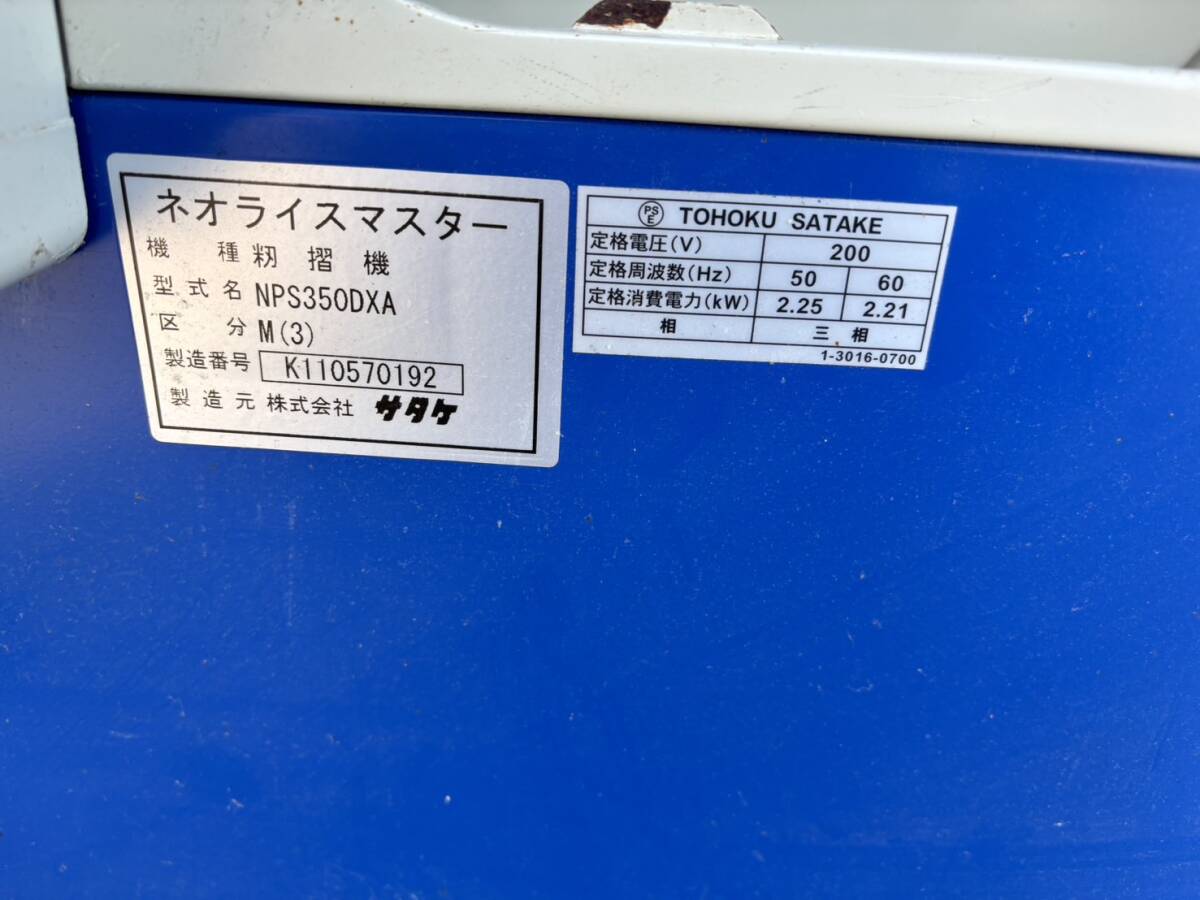 ネオライスマスター
機種 籾摺機
型式名 NPS350DXA
区分 M(3)
製造番号 K110570192
製造元 株式会社 サタケ
PSE TOHOKU SATAKE
定格電圧(V) 200
定格周波数(Hz) 50 60
定格消費電力(kW) 2.25 2.21
相 三相
1-3016-0700